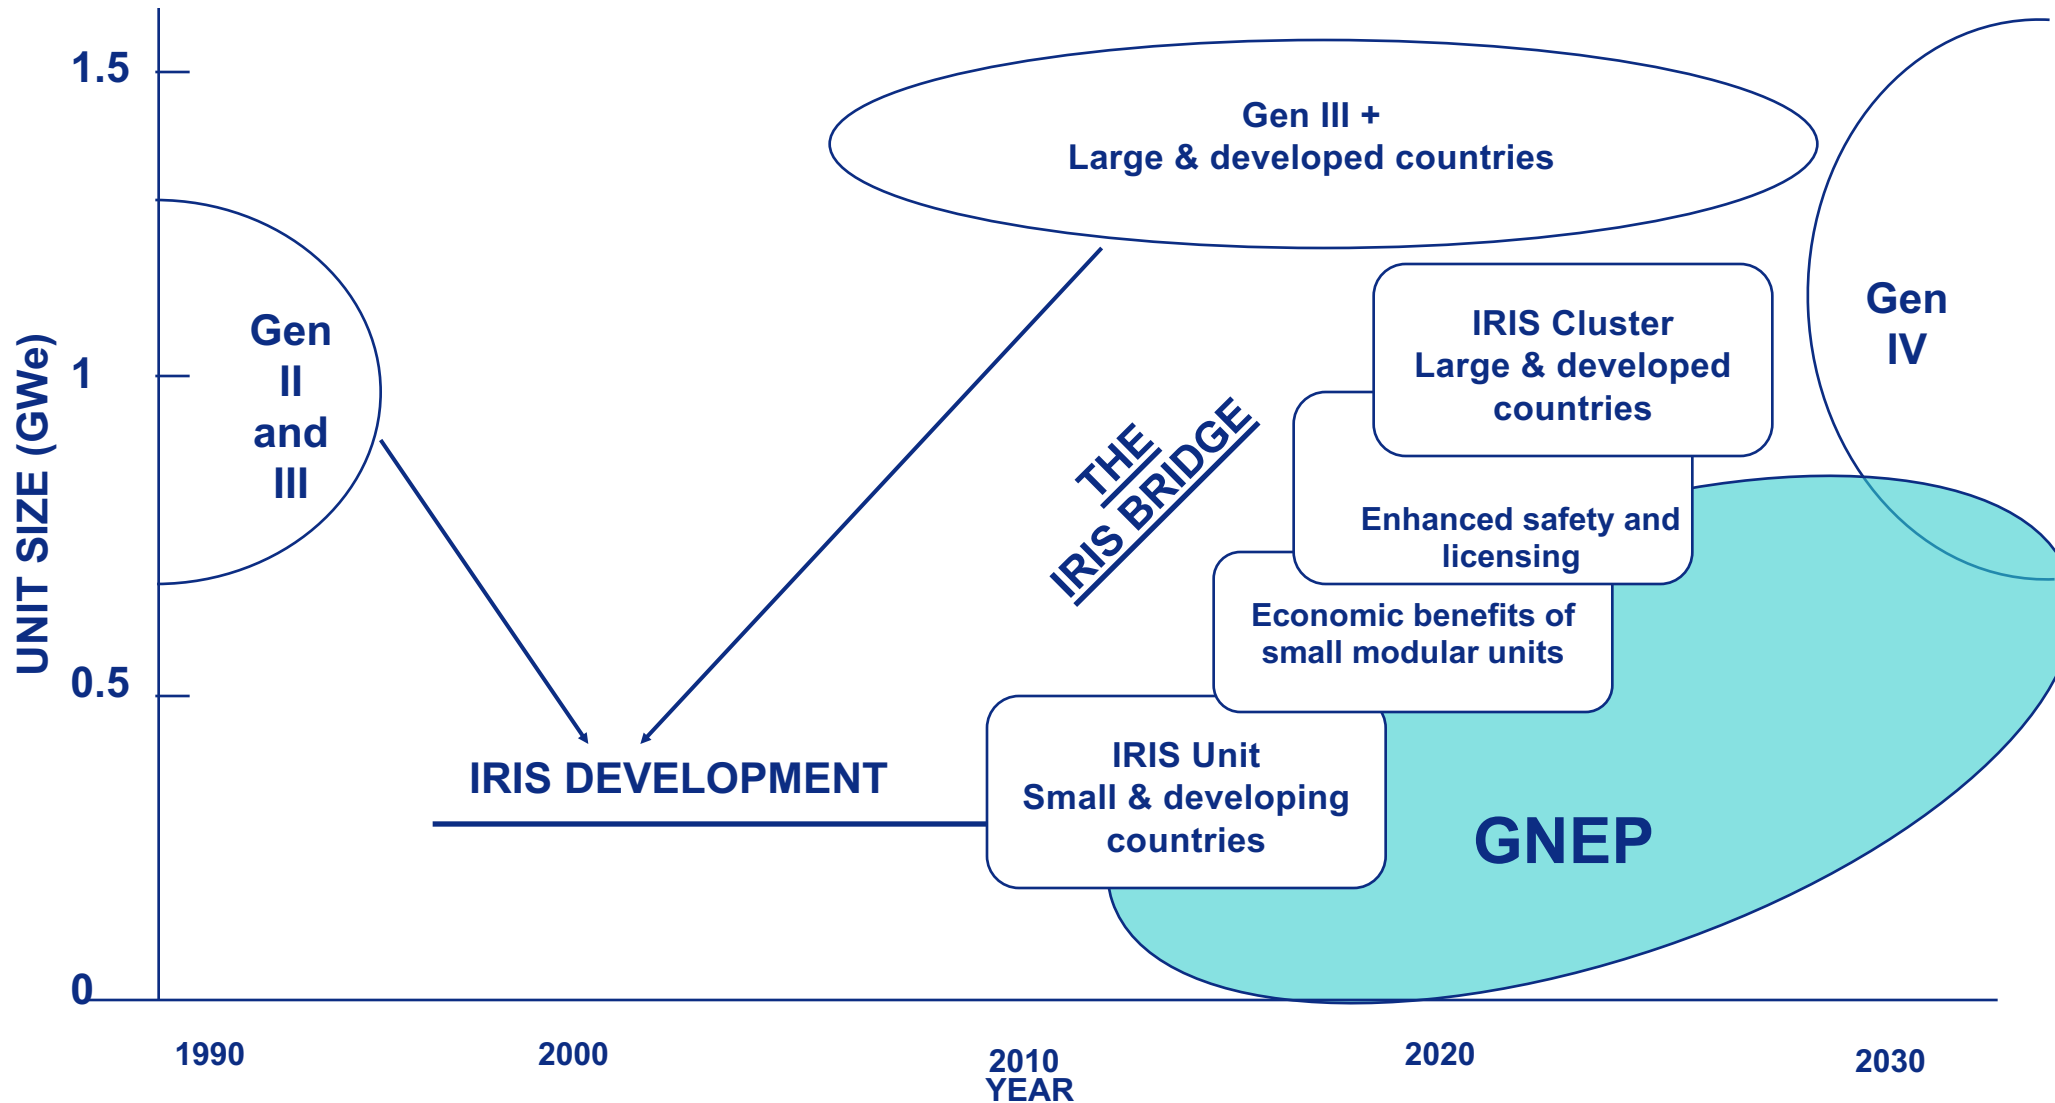 1.5
1
0.5
0
UNIT SIZE (GWe)
Gen
II
and
III
Gen III +
Large & developed countries
Gen
IV
IRIS Cluster
Large & developed
countries
THE
IRIS BRIDGE
Enhanced safety and
licensing
Economic benefits of
small modular units
IRIS DEVELOPMENT
IRIS Unit
Small & developing
countries
GNEP
1990
2000
2010
2020
2030
YEAR